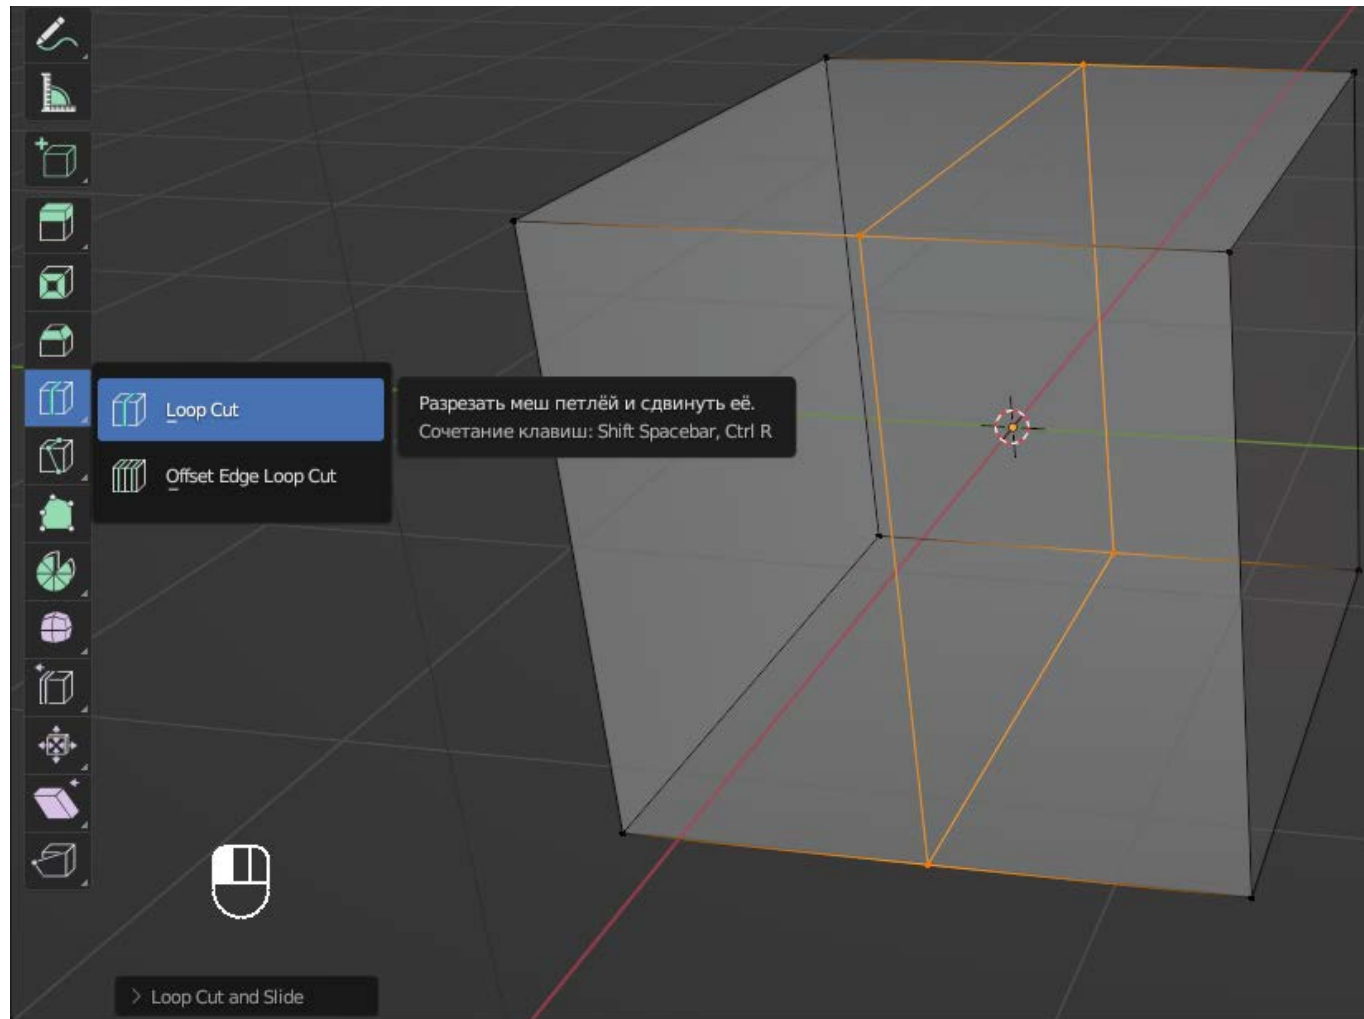 Loop Cut
Разрезать меш петлёй и сдвинуть её.
Сочетание клавиш: Shift Spacebar, Ctrl R
Offset Edge Loop Cut
> Loop Cut and Slide